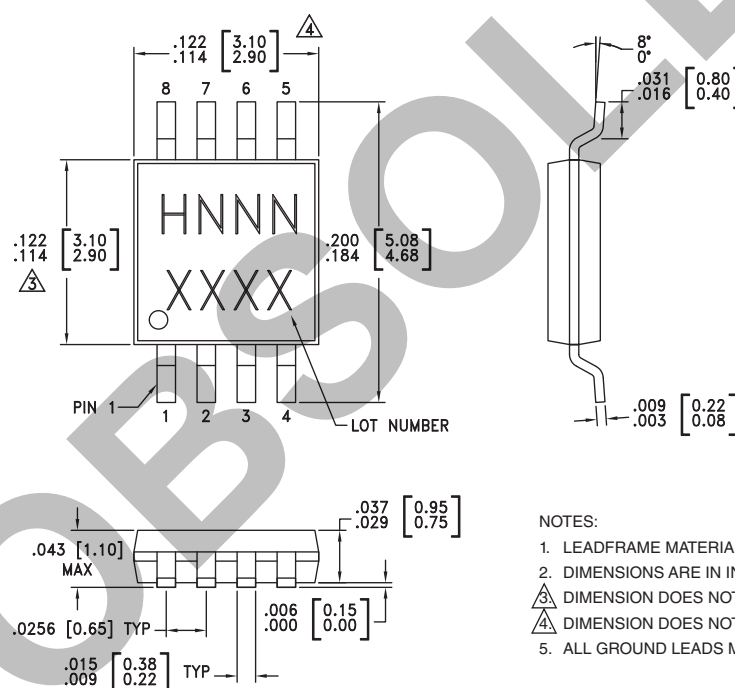 4
.122 [3.10]
.114 [2.90]
8 7 6 5
8°
0°
.031 [0.80]
.016 [0.40]
HNNN
XXXX
.122 [3.10]
.114 [2.90]
3
.200 [5.08]
.184 [4.68]
PIN 1
1 2 3 4
LOT NUMBER
.009 [0.22]
.003 [0.08]
.037 [0.95]
.029 [0.75]
.043 [1.10]
MAX
.006 [0.15]
.000 [0.00]
.0256 [0.65] TYP
.015 [0.38]
.009 [0.22]
TYP
NOTES:
1. LEADFRAME MATERIA
2. DIMENSIONS ARE IN IN
3. DIMENSION DOES NOT
4. DIMENSION DOES NOT
5. ALL GROUND LEADS M
OBSOLE